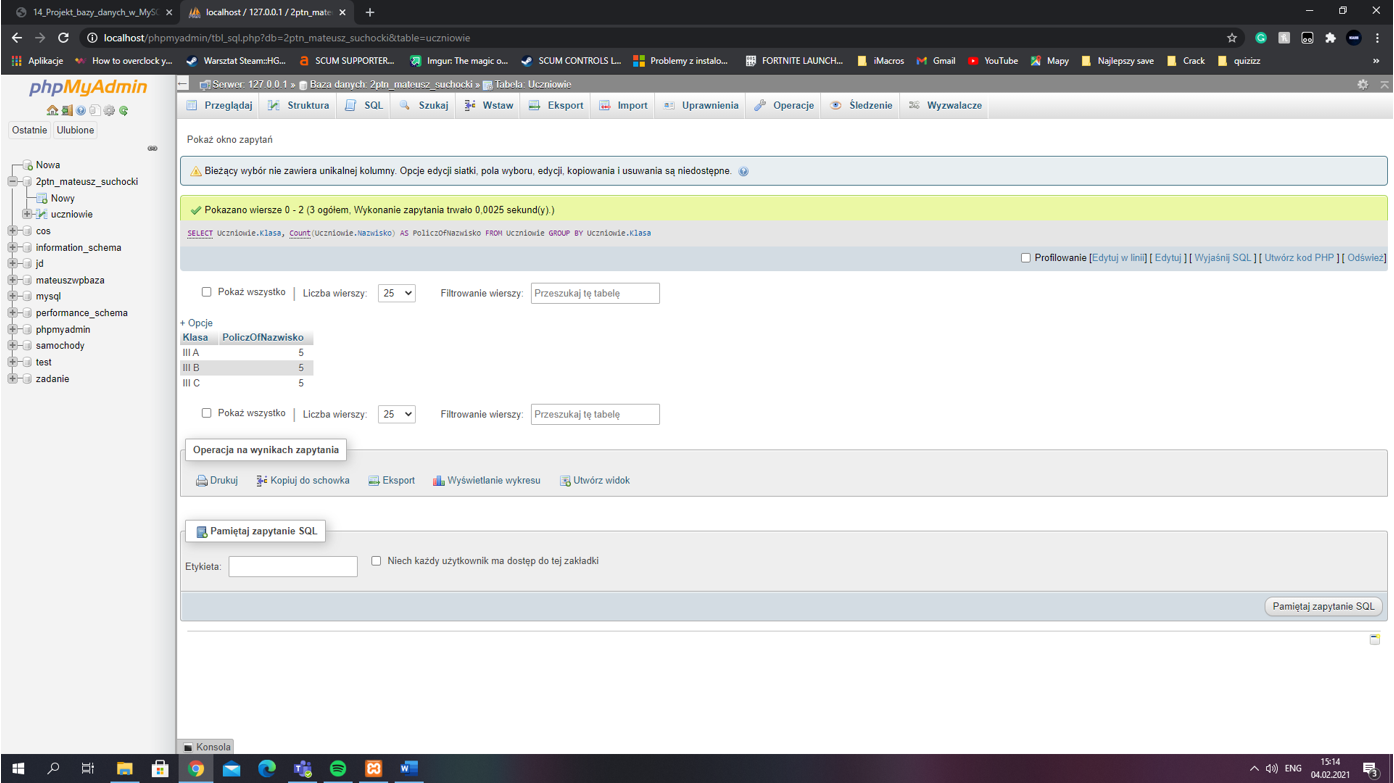 14_Projekt_bazy_danych_w_MyS
localhost / 127.0.0.1 / 2ptn_mate
localhost/phpmyadmin/tbl_sql.php?db=2ptn_mateusz_suchocki&table=uczniowie
Aplikacje How to overclock y... Warsztat Steam::HG... SCUM SUPPORTER... Imgur: The magic o... SCUM CONTROLS L... Problemy z instalo... FORTNITE LAUNCH... iMacros Gmail YouTube Mapy Najlepszy save Crack quizizz »
phpMyAdmin
Ostatnie Ulubione
Nowa
2ptn_mateusz_suchocki
Nowy
uczniowie
cos
information_schema
jd
mateuszwpbaza
mysql
performance_schema
phpmyadmin
samochody
test
zadanie
Serwer: 127.0.0.1 » Baza danych: 2ptn_mateusz_suchocki » Tabela: Uczniowie
Przeglądaj Struktura SQL Szukaj Wstaw Eksport Import Uprawnienia Operacje Śledzenie Wyzwalacze
Pokaż okno zapytań
Bieżący wybór nie zawiera unikalnej kolumny. Opcje edycji siatki, pola wyboru, edycji, kopiowania i usuwania są niedostępne.
Pokazano wiersze 0 - 2 (3 ogółem, Wykonanie zapytania trwało 0,0025 sekund(y).)
SELECT Uczniowie.Klasa, Count(Uczniowie.Nazwisko) AS PoliczOfNazwisko FROM Uczniowie GROUP BY Uczniowie.Klasa
Profilowanie [Edytuj w linii] [ Edytuj ] [ Wyjaśnij SQL ] [ Utwórz kod PHP ] [ Odśwież]
Pokaż wszystko | Liczba wierszy: 25 Filtrowanie wierszy: Przeszukaj tę tabelę
+ Opcje
Klasa PoliczOfNazwisko
III A 5
III B 5
III C 5
Pokaż wszystko | Liczba wierszy: 25 Filtrowanie wierszy: Przeszukaj tę tabelę
Operacja na wynikach zapytania
Drukuj Kopiuj do schowka Eksport Wyświetlanie wykresu Utwórz widok
Pamiętaj zapytanie SQL
Etykieta: Niech każdy użytkownik ma dostęp do tej zakładki
Pamiętaj zapytanie SQL
Konsola
ENG
15:14
04.02.2021
3